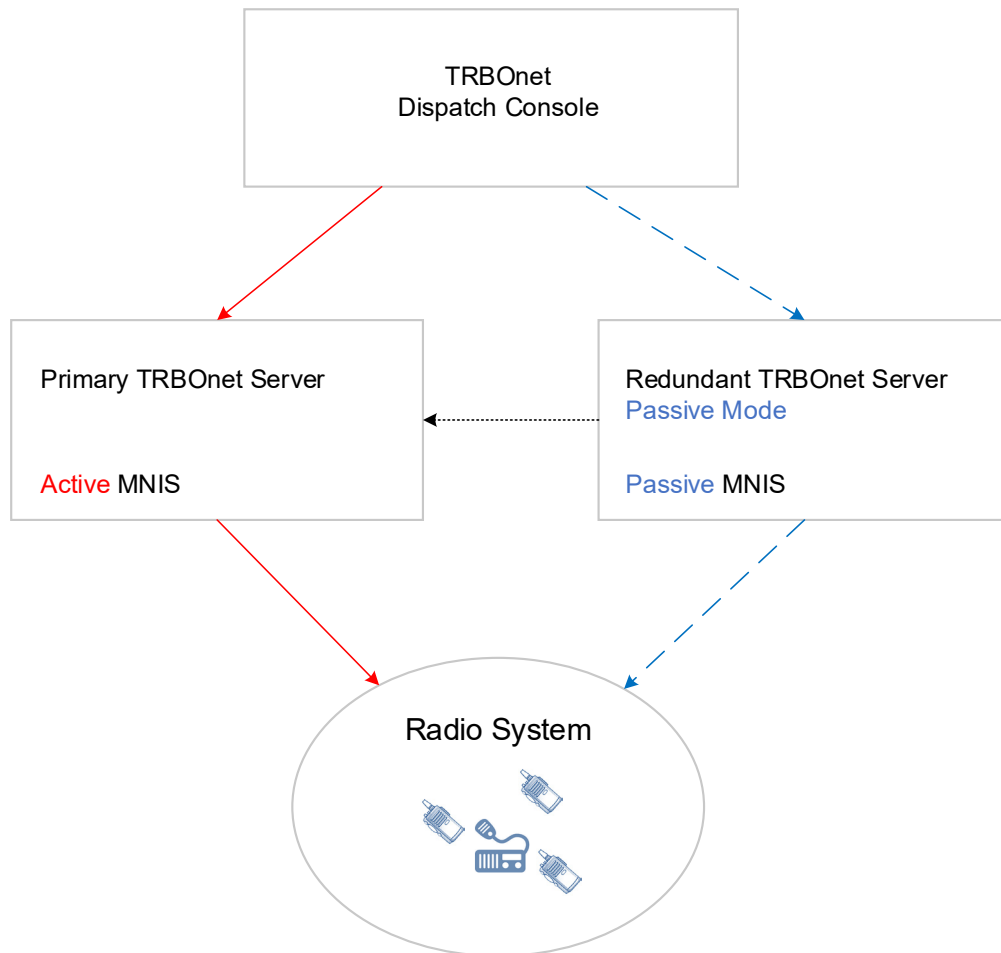 TRBOnet
Dispatch Console
Primary TRBOnet Server
Active MNIS
Redundant TRBOnet Server
Passive Mode
Passive MNIS
Radio System